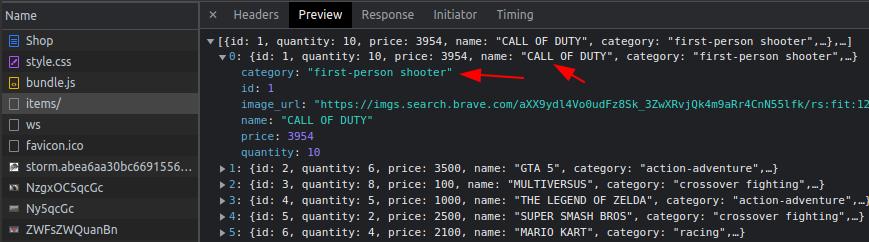 Name
Shop
style.css
bundle.js
items/
ws
favicon.ico
storm.abea6aa30bc6691556...
NzgxOC5qcGc
Ny5qcGc
ZWFsZWQuanBn
× Headers Preview Response Initiator Timing
▼ [{id: 1, quantity: 10, price: 3954, name: "CALL OF DUTY", category: "first-person shooter",…},…]
▼ 0: {id: 1, quantity: 10, price: 3954, name: "CALL OF DUTY", category: "first-person shooter",…}
category: "first-person shooter"
id: 1
image_url: "https://imgs.search.brave.com/aXX9ydl4Vo0udFz8Sk_3ZwXRvjQk4m9aRr4CnN55lfk/rs:fit:12
name: "CALL OF DUTY"
price: 3954
quantity: 10
▶ 1: {id: 2, quantity: 6, price: 3500, name: "GTA 5", category: "action-adventure",…}
▶ 2: {id: 3, quantity: 8, price: 100, name: "MULTIVERSUS", category: "crossover fighting",…}
▶ 3: {id: 4, quantity: 5, price: 1000, name: "THE LEGEND OF ZELDA", category: "action-adventure",…}
▶ 4: {id: 5, quantity: 2, price: 2500, name: "SUPER SMASH BROS", category: "crossover fighting",…}
▶ 5: {id: 6, quantity: 4, price: 2100, name: "MARIO KART", category: "racing",…}